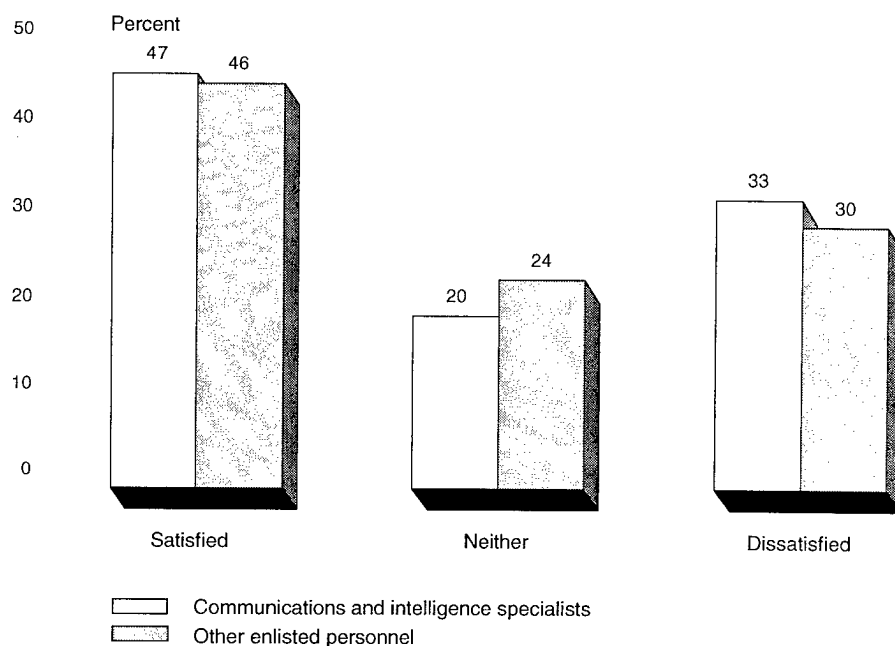 50
Percent
47
46
40
33
30
30
24
20
20
10
0
Satisfied
Neither
Dissatisfied
Communications and intelligence specialists
Other enlisted personnel